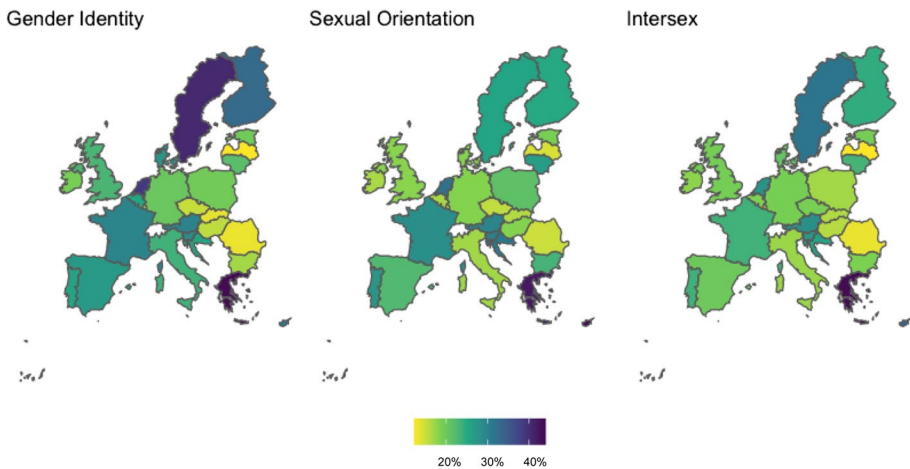 Gender Identity
Sexual Orientation
Intersex
20% 30% 40%